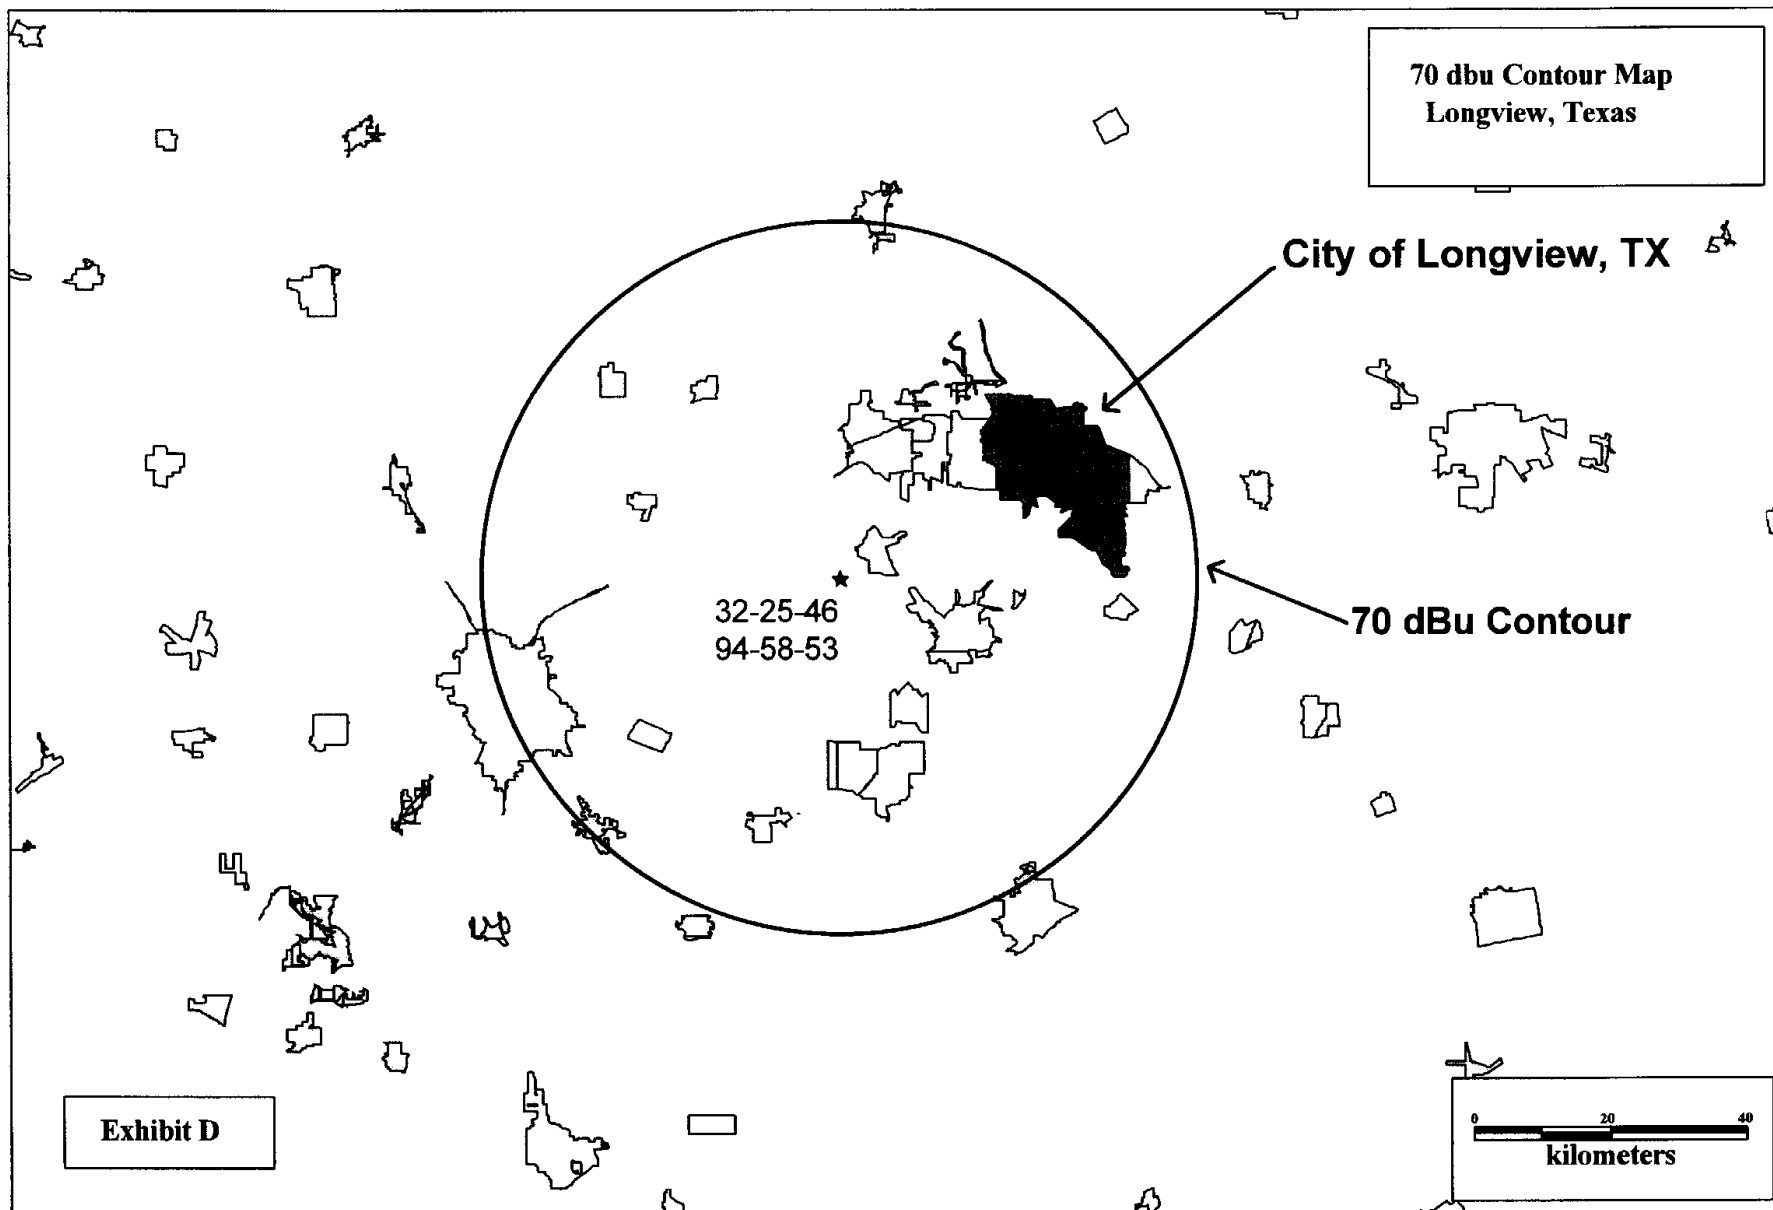 70 dbu Contour Map
Longview, Texas
City of Longview, TX
32-25-46
94-58-53
70 dBu Contour
Exhibit D
0 20 40
kilometers